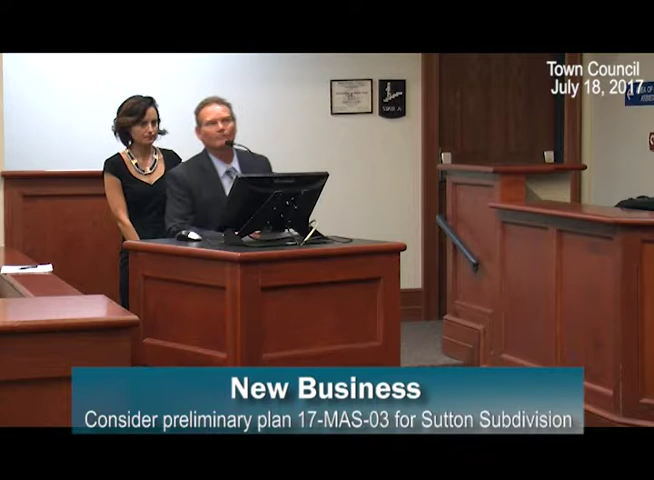 Town Council
July 18, 2017
New Business
Consider preliminary plan 17-MAS-03 for Sutton Subdivision